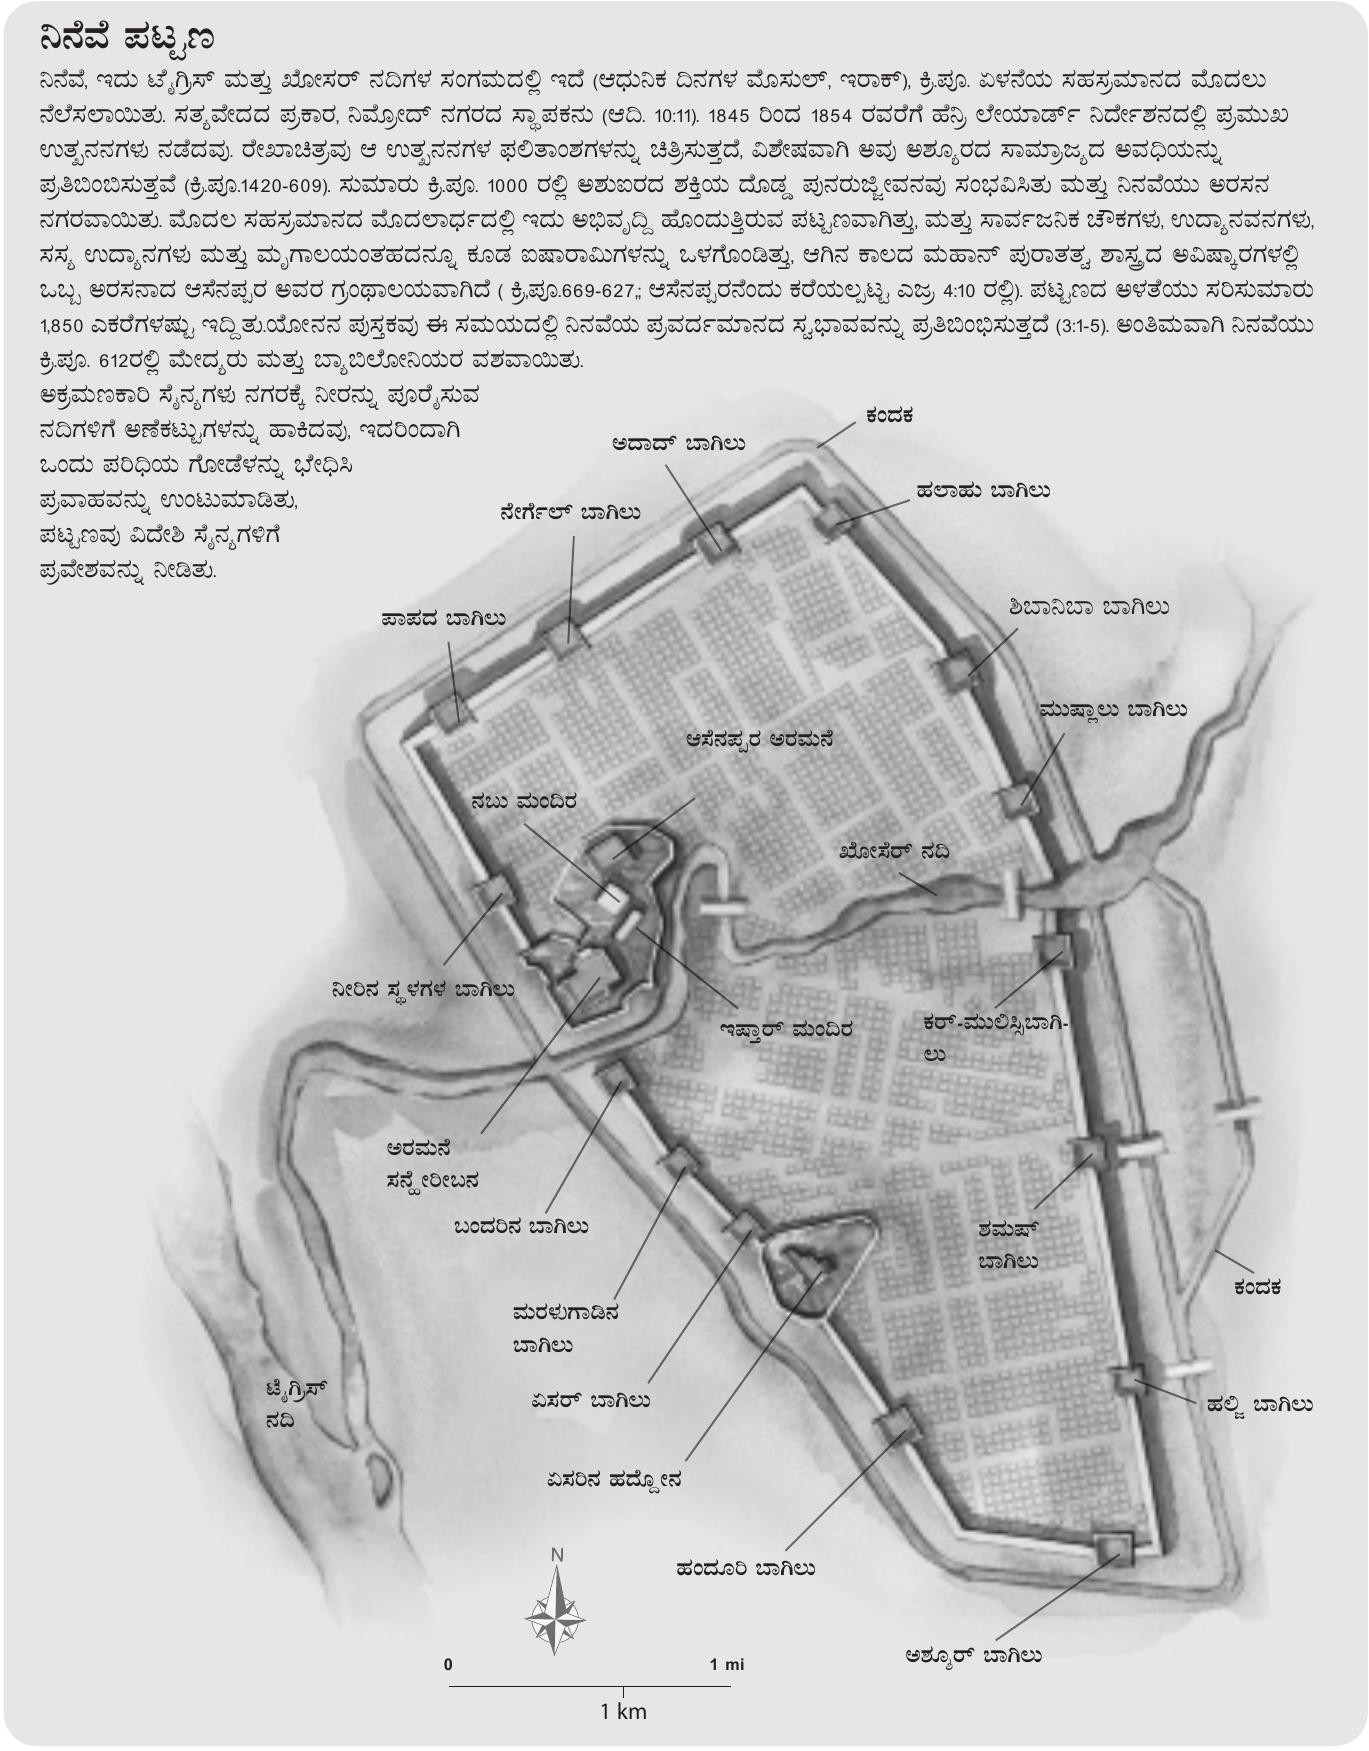 ನಿನೆವೆ ಪಟ್ಟಣ
ನಿನೆವೆ, ಇದು ಟೈಗ್ರಿಸ್ ಮತ್ತು ಖೋಸರ್ ನದಿಗಳ ಸಂಗಮದಲ್ಲಿ ಇದೆ (ಆಧುನಿಕ ದಿನಗಳ ಮೊಸುಲ್, ಇರಾಕ್), ಕ್ರಿ.ಪೂ. ಏಳನೆಯ ಸಹಸ್ರಮಾನದ ಮೊದಲು
ನೆಲೆಸಲಾಯಿತು. ಸತ್ಯವೇದದ ಪ್ರಕಾರ, ನಿಮ್ರೋದ್ ನಗರದ ಸ್ಥಾಪಕನು (ಆದಿ. 10:11). 1845 ರಿಂದ 1854 ರವರೆಗೆ ಹೆನ್ರಿ ಲೇಯಾರ್ಡ್ ನಿರ್ದೇಶನದಲ್ಲಿ ಪ್ರಮುಖ
ಉತ್ಖನನಗಳು ನಡೆದವು. ರೇಖಾಚಿತ್ರವು ಆ ಉತ್ಖನನಗಳ ಫಲಿತಾಂಶಗಳನ್ನು ಚಿತ್ರಿಸುತ್ತದೆ, ವಿಶೇಷವಾಗಿ ಅವು ಅಶ್ಯೂರದ ಸಾಮ್ರಾಜ್ಯದ ಅವಧಿಯನ್ನು
ಪ್ರತಿಬಿಂಬಿಸುತ್ತವೆ (ಕ್ರಿ.ಪೂ.1420-609). ಸುಮಾರು ಕ್ರಿ.ಪೂ. 1000 ರಲ್ಲಿ ಅಶುಐರದ ಶಕ್ತಿಯ ದೊಡ್ಡ ಪುನರುಜ್ಜೀವನವು ಸಂಭವಿಸಿತು ಮತ್ತು ನಿನವೆಯು ಅರಸನ
ನಗರವಾಯಿತು. ಮೊದಲ ಸಹಸ್ರಮಾನದ ಮೊದಲಾರ್ಧದಲ್ಲಿ ಇದು ಅಭಿವೃದ್ದಿ ಹೊಂದುತ್ತಿರುವ ಪಟ್ಟಣವಾಗಿತ್ತು, ಮತ್ತು ಸಾರ್ವಜನಿಕ ಚೌಕಗಳು, ಉದ್ಯಾನವನಗಳು,
ಸಸ್ಯ ಉದ್ಯಾನಗಳು ಮತ್ತು ಮೃಗಾಲಯಂತಹದನ್ನೂ ಕೂಡ ಐಷಾರಾಮಿಗಳನ್ನು ಒಳಗೊಂಡಿತ್ತು, ಆಗಿನ ಕಾಲದ ಮಹಾನ್ ಪುರಾತತ್ವ ಶಾಸ್ತ್ರದ ಅವಿಷ್ಕಾರಗಳಲ್ಲಿ
ಒಬ್ಬ ಅರಸನಾದ ಆಸೆನಪ್ಪರ ಅವರ ಗ್ರಂಥಾಲಯವಾಗಿದೆ ( ಕ್ರಿ,ಪೂ.669-627,; ಆಸೆನಪ್ಪರನೆಂದು ಕರೆಯಲ್ಪಟ್ಟ ಎಜ್ರ 4:10 ರಲ್ಲಿ). ಪಟ್ಟಣದ ಅಳತೆಯು ಸರಿಸುಮಾರು
1,850 ಎಕರೆಗಳಷ್ಟು ಇದ್ದಿತು.ಯೋನನ ಪುಸ್ತಕವು ಈ ಸಮಯದಲ್ಲಿ ನಿನವೆಯ ಪ್ರವರ್ದಮಾನದ ಸ್ವಭಾವವನ್ನು ಪ್ರತಿಬಿಂಭಿಸುತ್ತದೆ (3:1-5). ಅಂತಿಮವಾಗಿ ನಿನವೆಯು
ಕ್ರಿ.ಪೂ. 612ರಲ್ಲಿ ಮೇದ್ಯರು ಮತ್ತು ಬ್ಯಾಬಿಲೋನಿಯರ ವಶವಾಯಿತು.
ಅಕ್ರಮಣಕಾರಿ ಸೈನ್ಯಗಳು ನಗರಕ್ಕೆ ನೀರನ್ನು ಪೂರೈಸುವ
ನದಿಗಳಿಗೆ ಅಣೆಕಟ್ಟುಗಳನ್ನು ಹಾಕಿದವು, ಇದರಿಂದಾಗಿ
ಒಂದು ಪರಿಧಿಯ ಗೋಡೆಳನ್ನು ಭೇಧಿಸಿ
ಪ್ರವಾಹವನ್ನು ಉಂಟುಮಾಡಿತು,
ಪಟ್ಟಣವು ವಿದೇಶಿ ಸೈನ್ಯಗಳಿಗೆ
ಪ್ರವೇಶವನ್ನು ನೀಡಿತು.
ಕಂದಕ
ಅದಾದ್ ಬಾಗಿಲು
ಹಲಾಹು ಬಾಗಿಲು
ನೇರ್ಗೆಲ್ ಬಾಗಿಲು
ಶಿಬಾನಿಬಾ ಬಾಗಿಲು
ಪಾಪದ ಬಾಗಿಲು
ಮುಷ್ಲಾಲು ಬಾಗಿಲು
ಆಸೆನಪ್ಪರ ಅರಮನೆ
ನಬು ಮಂದಿರ
ಖೋಸೆರ್ ನದಿ
ನೀರಿನ ಸ್ಥಳಗಳ ಬಾಗಿಲು
ಇಷ್ತಾರ್ ಮಂದಿರ
ಕರ್-ಮುಲಿಸ್ಸಿಬಾಗಿ-
ಲು
ಅರಮನೆ
ಸನ್ಹೇರೀಬನ
ಬಂದರಿನ ಬಾಗಿಲು
ಶಮಷ್
ಬಾಗಿಲು
ಕಂದಕ
ಮರಳುಗಾಡಿನ
ಬಾಗಿಲು
ಟೈಗ್ರಿಸ್
ನದಿ
ಏಸರ್ ಬಾಗಿಲು
ಹಲ್ಜಿ ಬಾಗಿಲು
ಏಸರಿನ ಹದ್ದೋನ
ಹಂದೂರಿ ಬಾಗಿಲು
N
ಅಶ್ಶೂರ್ ಬಾಗಿಲು
0 1 mi
1 km